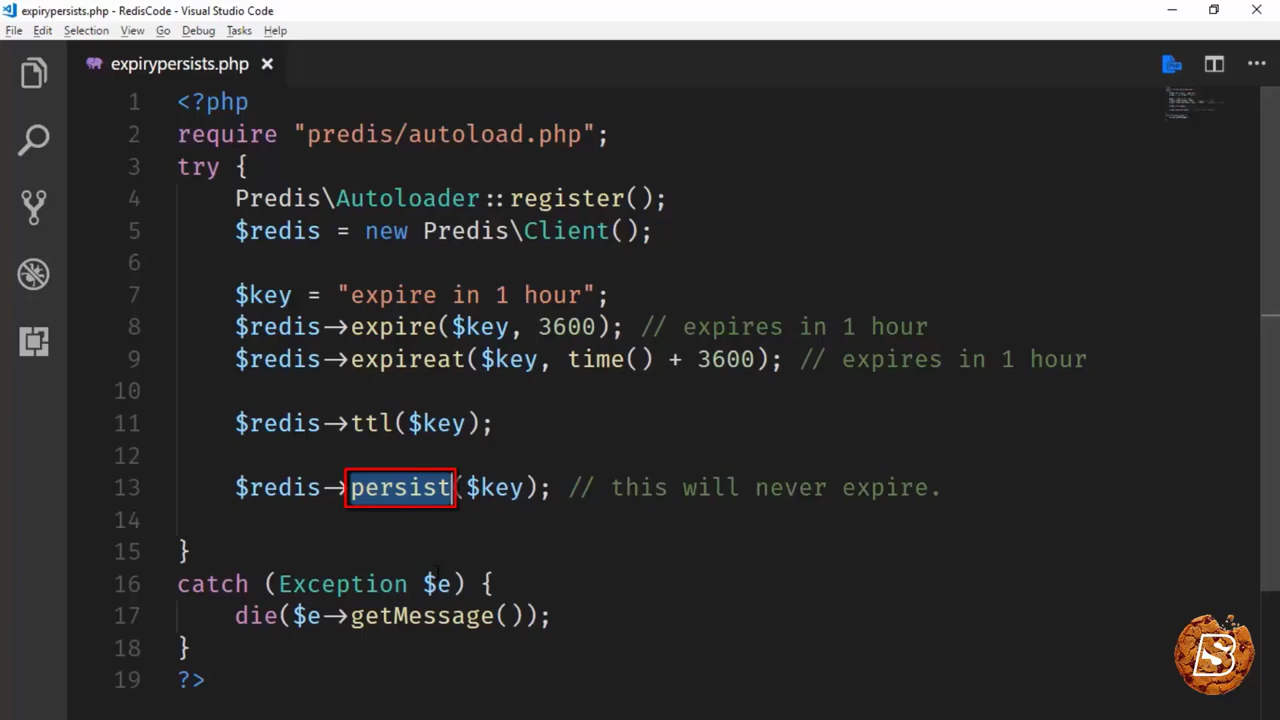 expirypersists.php - RedisCode - Visual Studio Code
File Edit Selection View Go Debug Tasks Help
expirypersists.php
1 <?php
2 require "predis/autoload.php";
3 try {
4 Predis\Autoloader::register();
5 $redis = new Predis\Client();
6
7 $key = "expire in 1 hour";
8 $redis->expire($key, 3600); // expires in 1 hour
9 $redis->expireat($key, time() + 3600); // expires in 1 hour
10
11 $redis->ttl($key);
12
13 $redis->persist($key); // this will never expire.
14
15 }
16 catch (Exception $e) {
17 die($e->getMessage());
18 }
19 ?>